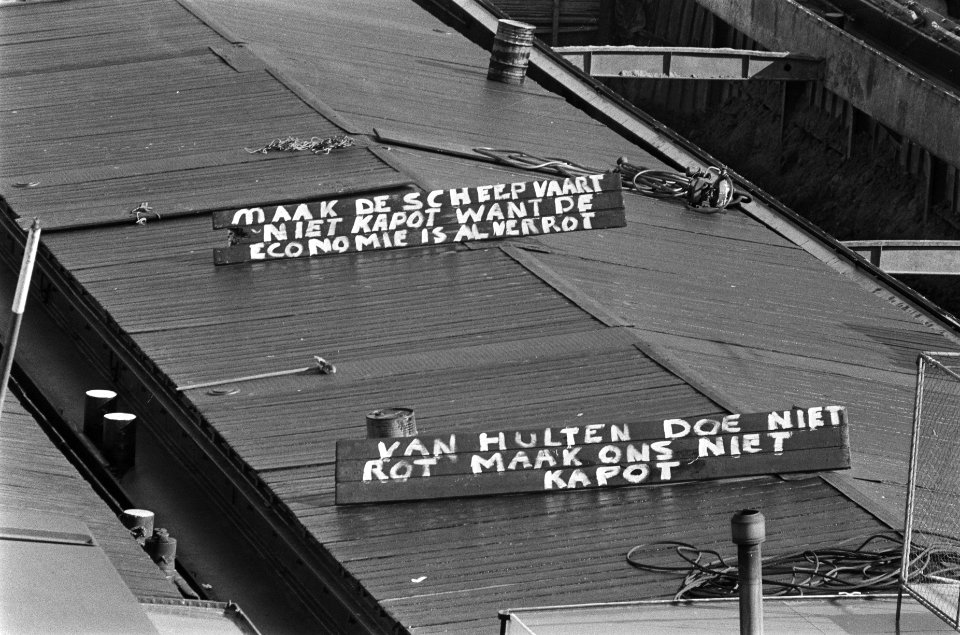 MAAK DE SCHEEPVAART
NIET KAPOT WANT DE
ECONOMIE IS AL VERROT
VAN HULTEN DOE NIET
ROT MAAK ONS NIET
KAPOT